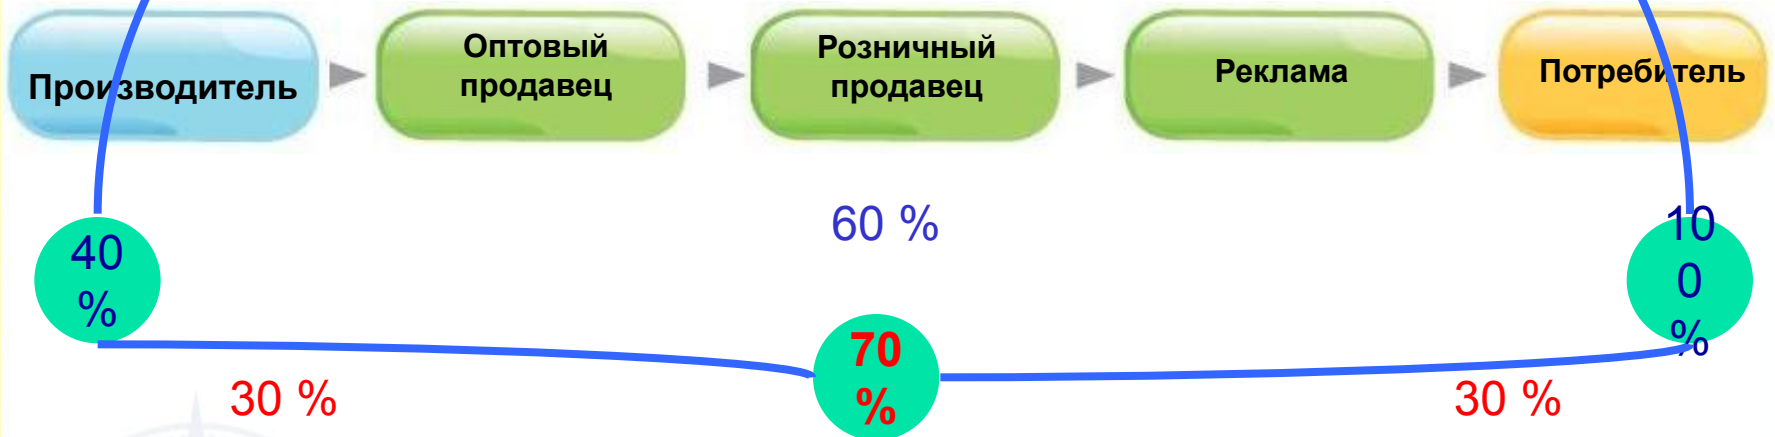 Производитель
Оптовый
продавец
Розничный
продавец
Реклама
Потребитель
60 %
40
%
10
0
%
70
%
30 %
30 %